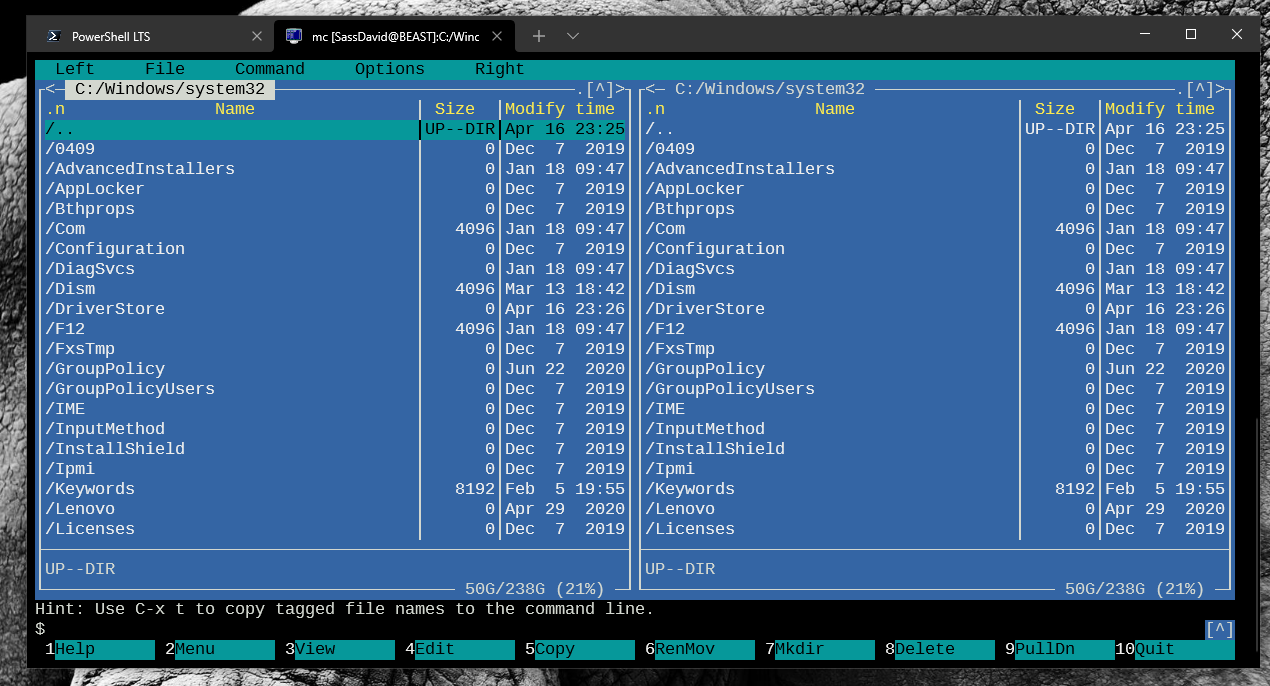 PowerShell LTS
mc [SassDavid@BEAST]:C:/Winc
Left File Command Options Right
<─ C:/Windows/system32 ─.[^]> <─ C:/Windows/system32 ─.[^]>
.n Name Size Modify time .n Name Size Modify time
/.. UP--DIR Apr 16 23:25 /.. UP--DIR Apr 16 23:25
/0409 0 Dec 7 2019 /0409 0 Dec 7 2019
/AdvancedInstallers 0 Jan 18 09:47 /AdvancedInstallers 0 Jan 18 09:47
/AppLocker 0 Dec 7 2019 /AppLocker 0 Dec 7 2019
/Bthprops 0 Dec 7 2019 /Bthprops 0 Dec 7 2019
/Com 4096 Jan 18 09:47 /Com 4096 Jan 18 09:47
/Configuration 0 Dec 7 2019 /Configuration 0 Dec 7 2019
/DiagSvcs 0 Jan 18 09:47 /DiagSvcs 0 Jan 18 09:47
/Dism 4096 Mar 13 18:42 /Dism 4096 Mar 13 18:42
/DriverStore 0 Apr 16 23:26 /DriverStore 0 Apr 16 23:26
/F12 4096 Jan 18 09:47 /F12 4096 Jan 18 09:47
/FxsTmp 0 Dec 7 2019 /FxsTmp 0 Dec 7 2019
/GroupPolicy 0 Jun 22 2020 /GroupPolicy 0 Jun 22 2020
/GroupPolicyUsers 0 Dec 7 2019 /GroupPolicyUsers 0 Dec 7 2019
/IME 0 Dec 7 2019 /IME 0 Dec 7 2019
/InputMethod 0 Dec 7 2019 /InputMethod 0 Dec 7 2019
/InstallShield 0 Dec 7 2019 /InstallShield 0 Dec 7 2019
/Ipmi 0 Dec 7 2019 /Ipmi 0 Dec 7 2019
/Keywords 8192 Feb 5 19:55 /Keywords 8192 Feb 5 19:55
/Lenovo 0 Apr 29 2020 /Lenovo 0 Apr 29 2020
/Licenses 0 Dec 7 2019 /Licenses 0 Dec 7 2019
UP--DIR UP--DIR
50G/238G (21%) 50G/238G (21%)
Hint: Use C-x t to copy tagged file names to the command line.
$ [^]
1Help 2Menu 3View 4Edit 5Copy 6RenMov 7Mkdir 8Delete 9PullDn 10Quit